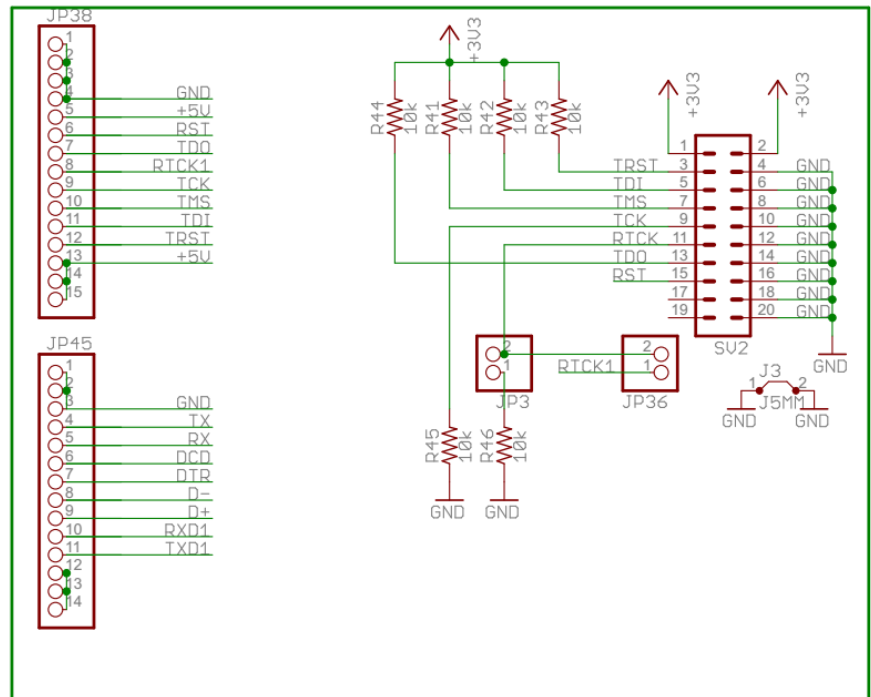 JP38
1
2
3
4 GND
5 +5V
6 RST
7 TDO
8 RTCK1
9 TCK
10 TMS
11 TDI
12 TRST
13 +5V
14
15
JP45
1
2
3 GND
4 TX
5 RX
6 DCD
7 DTR
8 D-
9 D+
10 RXD1
11 TXD1
12
13
14
+3V3
R44 10k
R41 10k
R42 10k
R43 10k
+3V3
+3V3
1 2
TRST 3 4 GND
TDI 5 6 GND
TMS 7 8 GND
TCK 9 10 GND
RTCK 11 12 GND
TDO 13 14 GND
RST 15 16 GND
17 18 GND
19 20 GND
SV2
GND
2
1
JP3
RTCK1
2
1
JP36
J3
1 2
J5MM
GND GND
R45 10k
R46 10k
GND GND